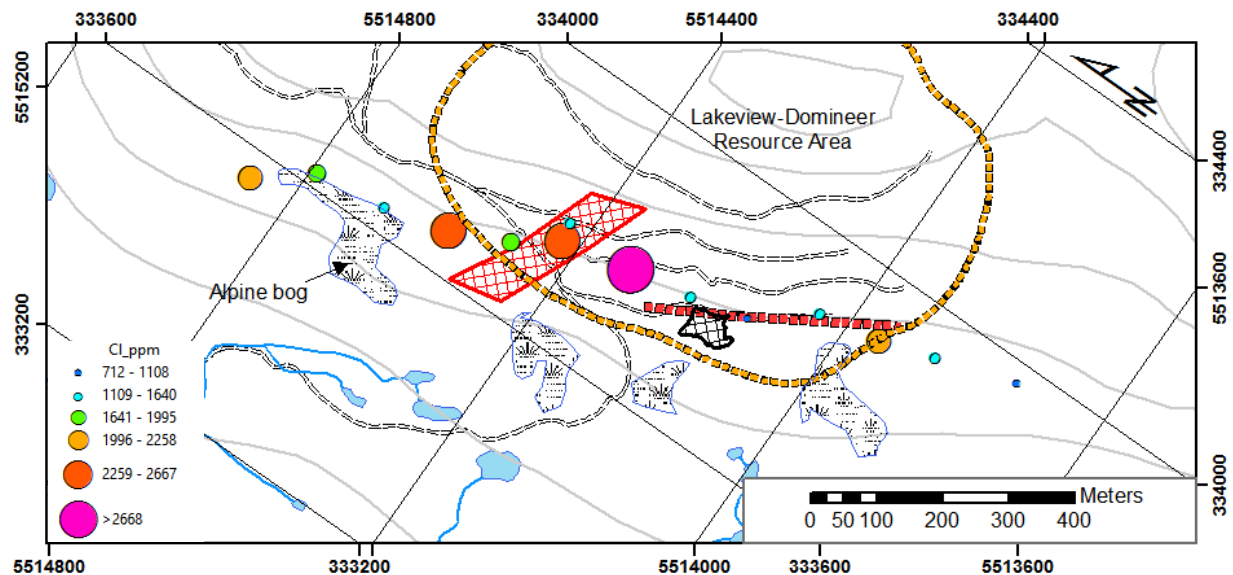 333600
5514800
334000
5514400
334400
5515200
Lakeview-Domineer
Resource Area
N
334400
Alpine bog
5513600
333200
Cl_ppm
712 - 1108
1109 - 1640
1641 - 1995
1996 - 2258
2259 - 2667
>2668
334000
Meters
0 50 100 200 300 400
5514800
333200
5514000
333600
5513600